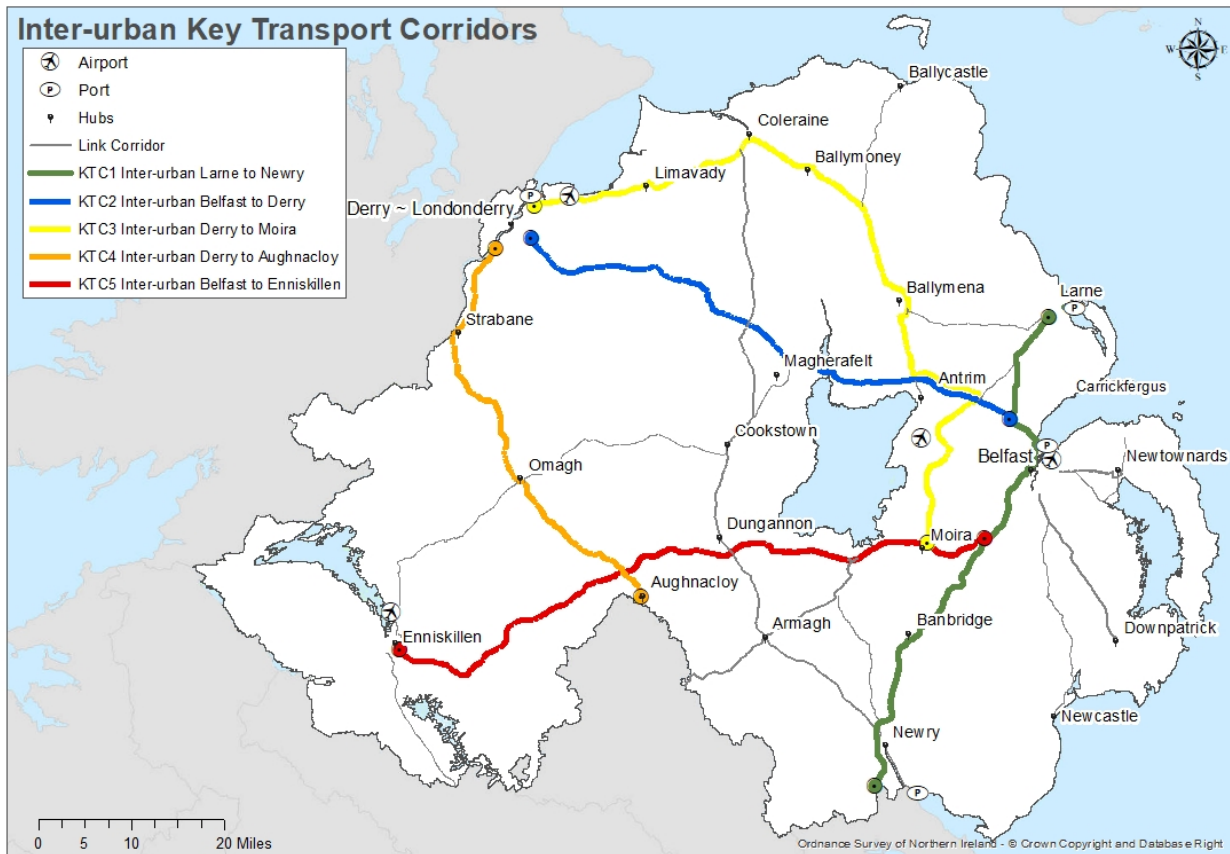 Inter-urban Key Transport Corridors
Airport
P Port
Hubs
Link Corridor
KTC1 Inter-urban Larne to Newry
KTC2 Inter-urban Belfast to Derry
KTC3 Inter-urban Derry to Moira
KTC4 Inter-urban Derry to Aughnacloy
KTC5 Inter-urban Belfast to Enniskillen
N
W E
S
Ballycastle
Coleraine
Ballymoney
Limavady
P
Derry ~ Londonderry
Ballymena
Larne
P
Strabane
Magherafelt
Antrim
Carrickfergus
Cookstown
P
Belfast
Newtownards
Omagh
Dungannon
Moira
Aughnacloy
Armagh
Banbridge
Downpatrick
Enniskillen
Newcastle
Newry
P
0 5 10 20 Miles
Ordnance Survey of Northern Ireland - © Crown Copyright and Database Right